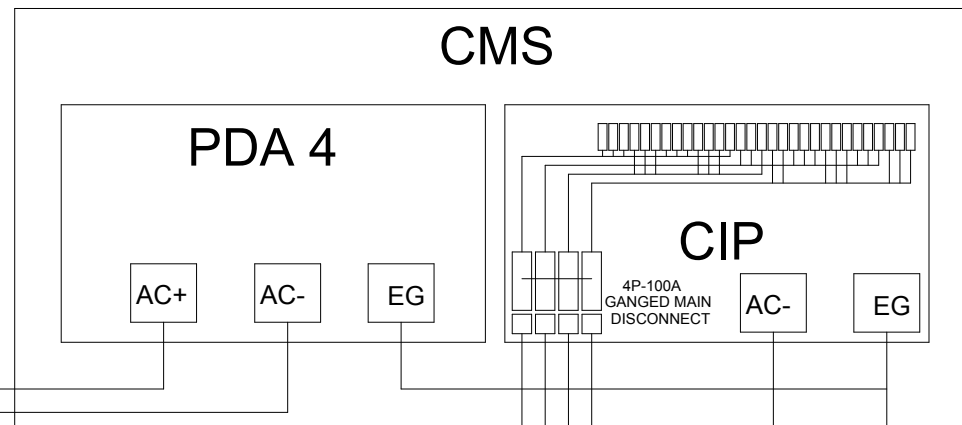 CMS
PDA 4
CIP
AC+
AC-
EG
4P-100A
GANGED MAIN
DISCONNECT
AC-
EG